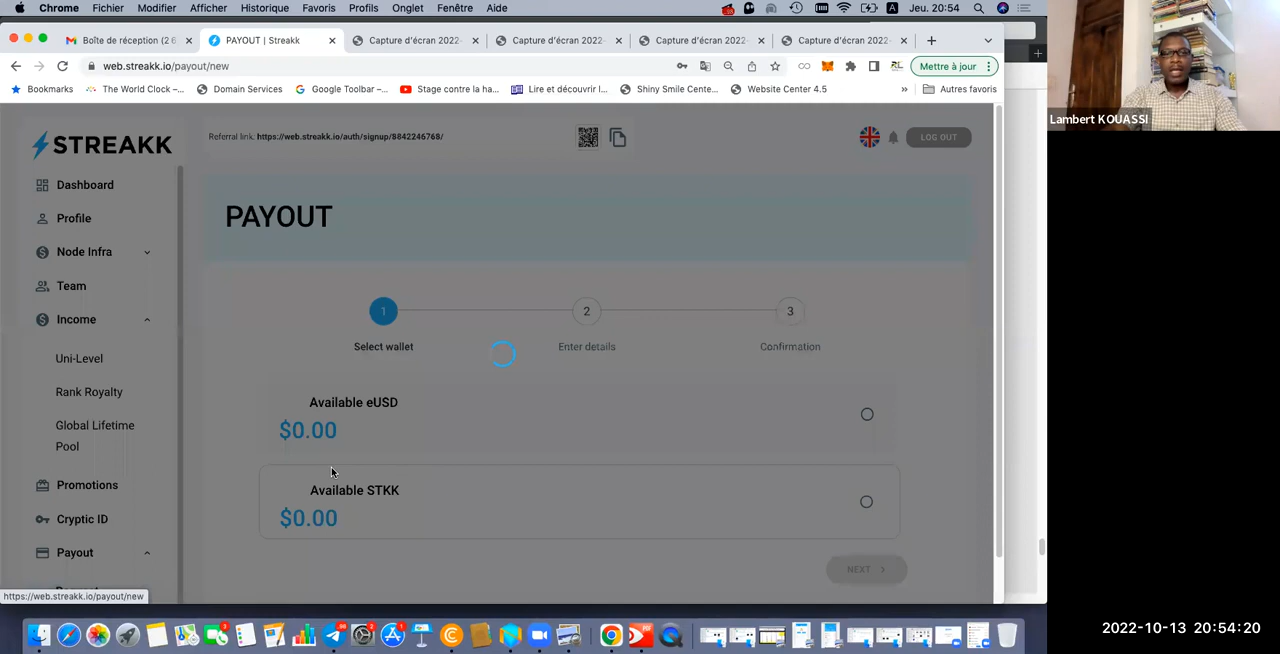 Chrome Fichier Modifier Afficher Historique Favoris Profils Onglet Fenêtre Aide
Jeu. 20:54
Boîte de réception (2 6
PAYOUT | Streakk
Capture d'écran 2022-
Capture d'écran 2022-
Capture d'écran 2022-
Capture d'écran 2022-
web.streakk.io/payout/new
Mettre à jour
Bookmarks
The World Clock –...
Domain Services
Google Toolbar –...
Stage contre la ha...
Lire et découvrir l...
Shiny Smile Cente...
Website Center 4.5
Autres favoris
Lambert KOUASSI
STREAKK
Referral link: https://web.streakk.io/auth/signup/8842246768/
LOG OUT
Dashboard
Profile
Node Infra
Team
Income
Uni-Level
Rank Royalty
Global Lifetime
Pool
Promotions
Cryptic ID
Payout
PAYOUT
1
2
3
Select wallet
Enter details
Confirmation
Available eUSD
$0.00
Available STKK
$0.00
NEXT
https://web.streakk.io/payout/new
2022-10-13 20:54:20